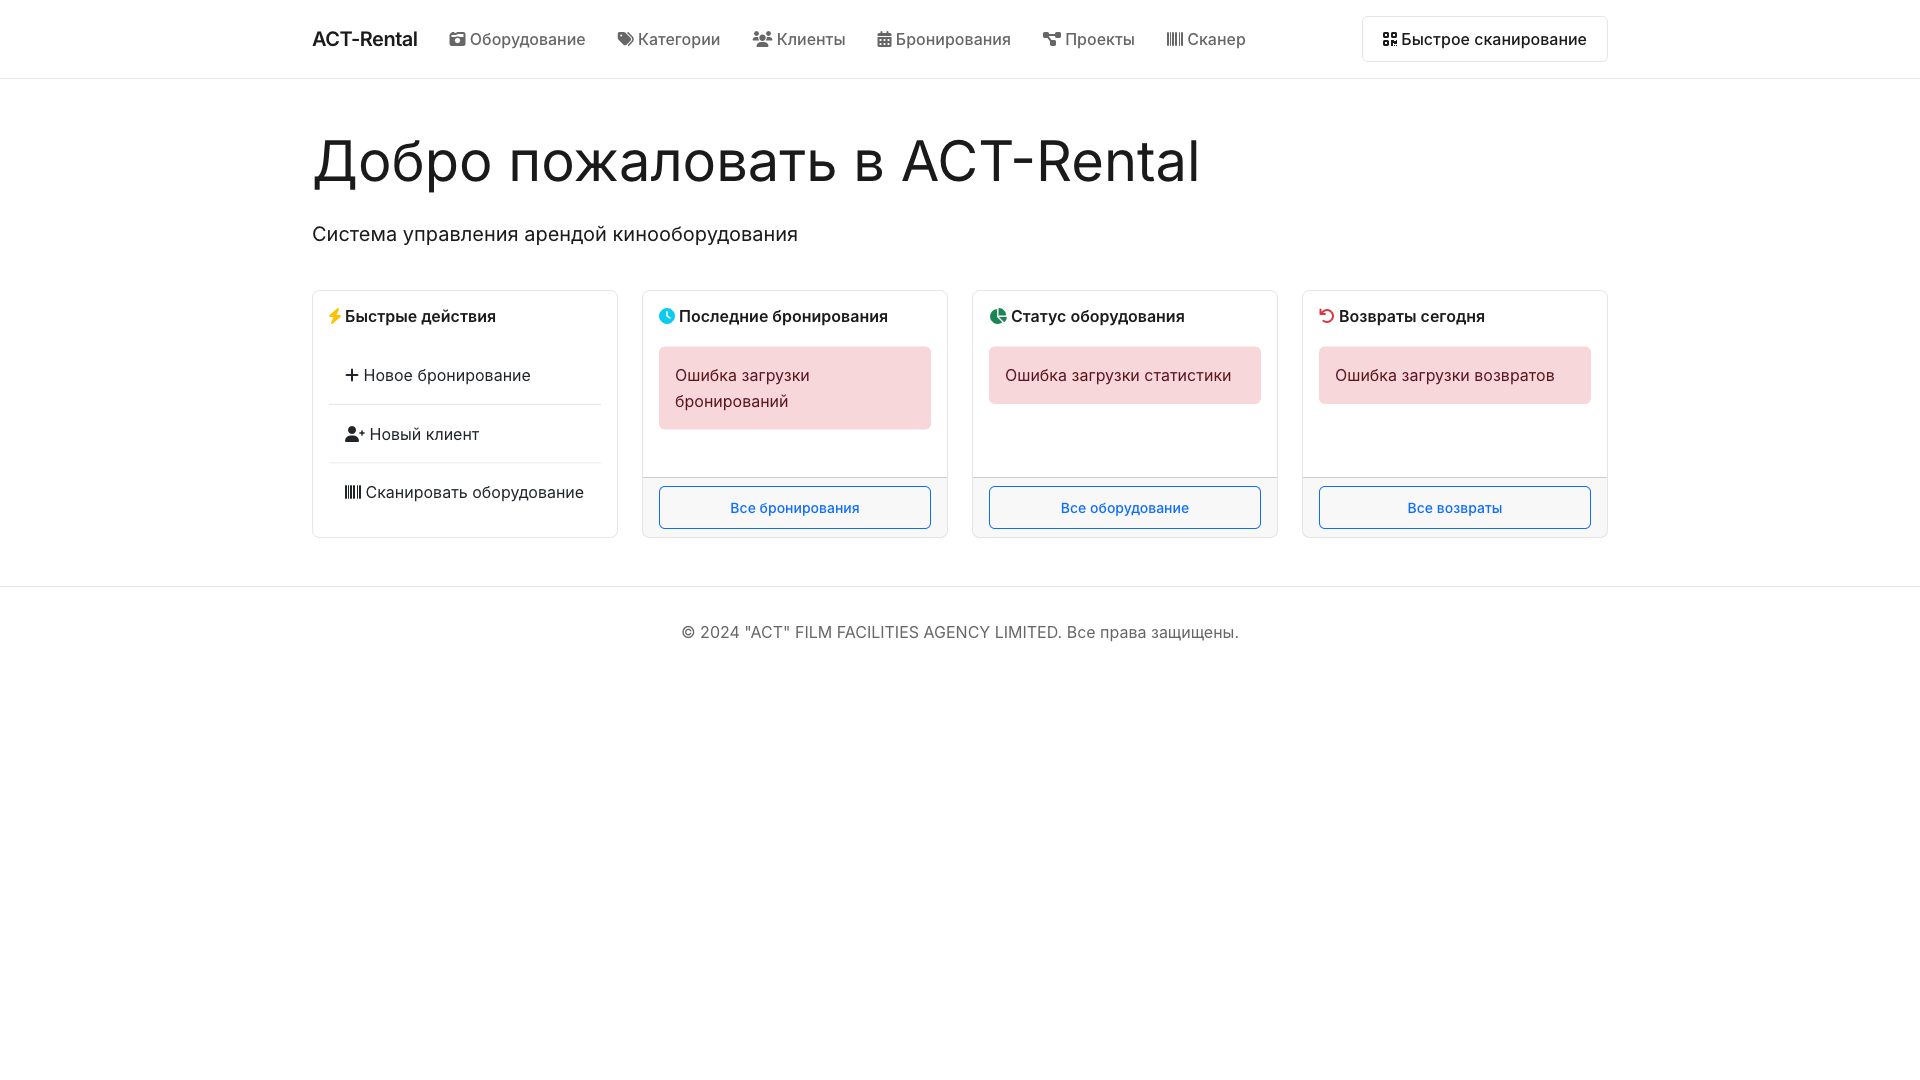 ACT-Rental
Оборудование
Категории
Клиенты
Бронирования
Проекты
Сканер
Быстрое сканирование
Добро пожаловать в ACT-Rental
Система управления арендой кинооборудования
Быстрые действия
Новое бронирование
Новый клиент
Сканировать оборудование
Последние бронирования
Ошибка загрузки
бронирований
Все бронирования
Статус оборудования
Ошибка загрузки статистики
Все оборудование
Возвраты сегодня
Ошибка загрузки возвратов
Все возвраты
© 2024 "ACT" FILM FACILITIES AGENCY LIMITED. Все права защищены.